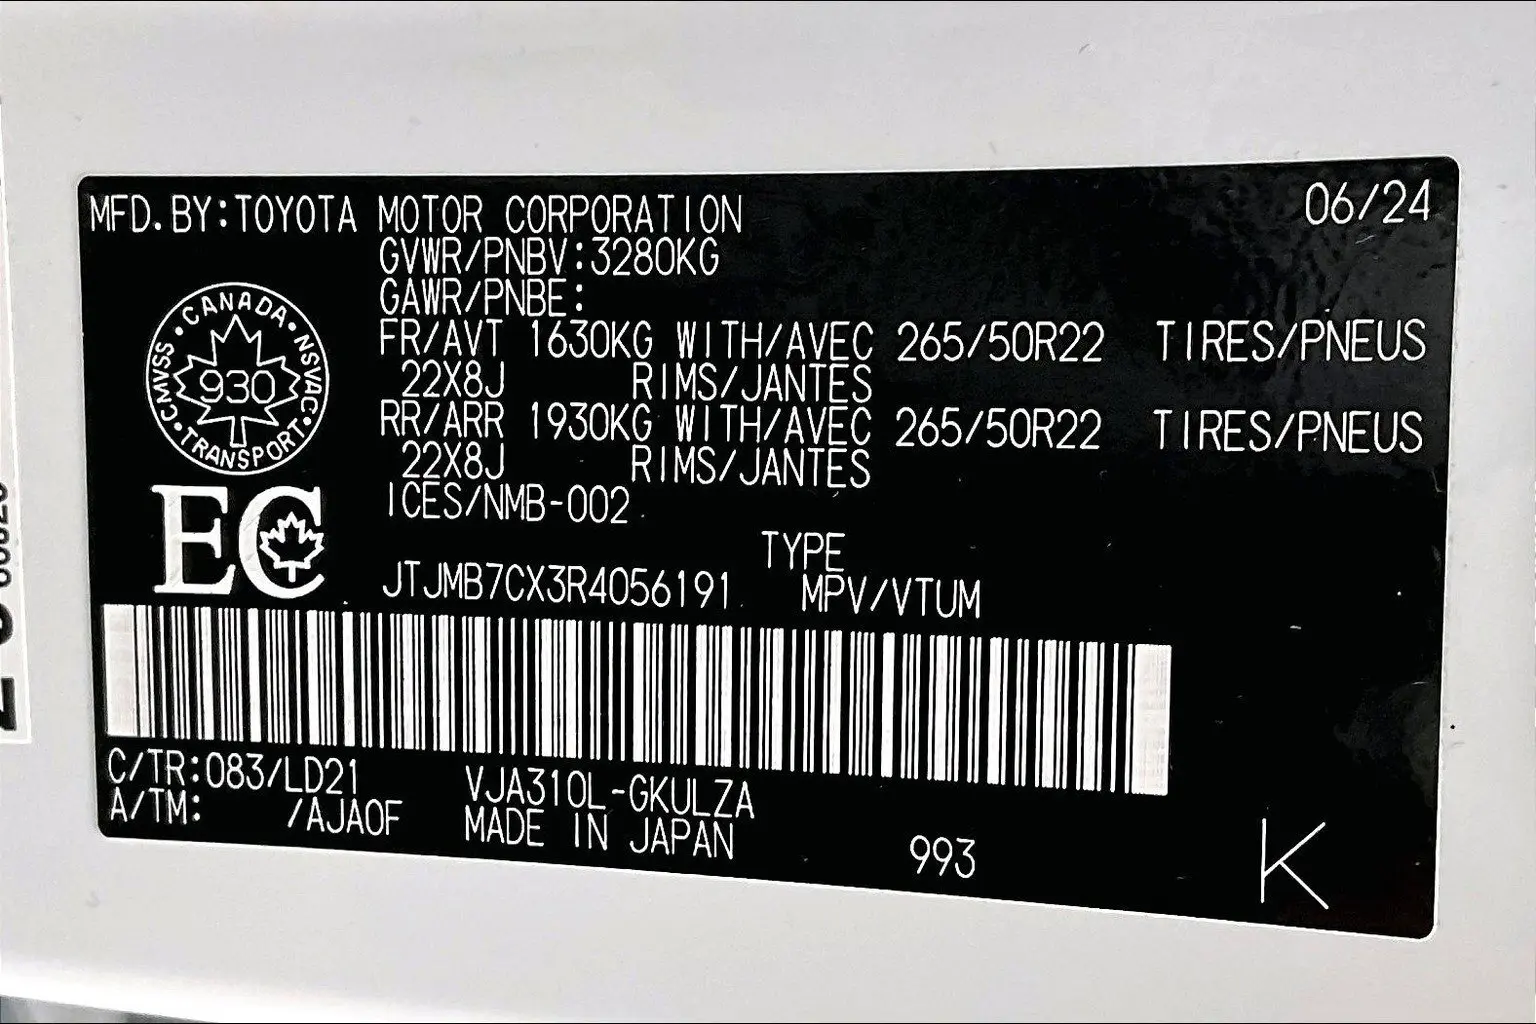 MFD.BY:TOYOTA MOTOR CORPORATION 06/24
GVWR/PNBV:3280KG
GAWR/PNBE:
FR/AVT 1630KG WITH/AVEC 265/50R22 TIRES/PNEUS
22X8J RIMS/JANTES
RR/ARR 1930KG WITH/AVEC 265/50R22 TIRES/PNEUS
22X8J RIMS/JANTES
ICES/NMB-002
CANADA • NSVAC • TRANSPORT • CMVSS •
930
EC
TYPE
JTJMB7CX3R4056191 MPV/VTUM
C/TR:083/LD21 VJA310L-GKULZA
A/TM: /AJA0F MADE IN JAPAN
993
K